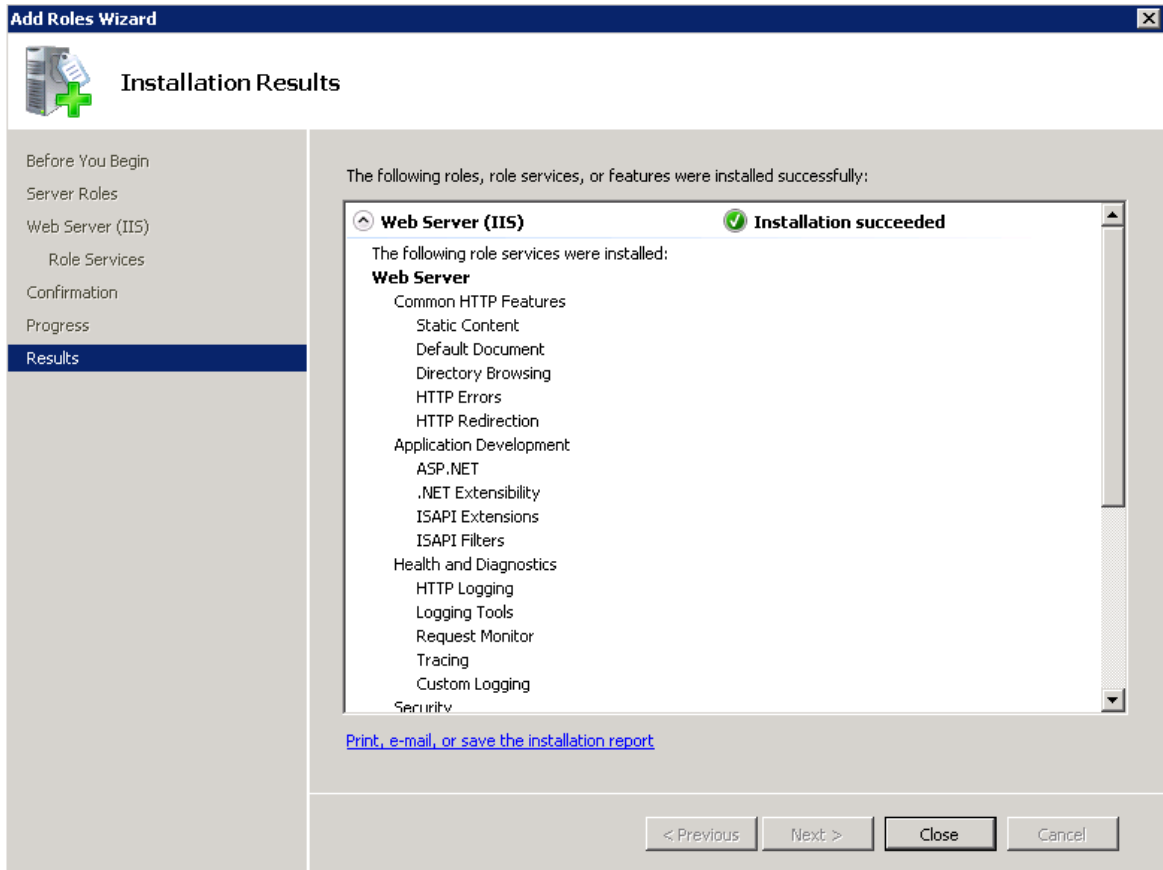 Add Roles Wizard
Installation Results
Before You Begin
Server Roles
Web Server (IIS)
Role Services
Confirmation
Progress
Results
The following roles, role services, or features were installed successfully:
Web Server (IIS) Installation succeeded
The following role services were installed:
Web Server
Common HTTP Features
Static Content
Default Document
Directory Browsing
HTTP Errors
HTTP Redirection
Application Development
ASP.NET
.NET Extensibility
ISAPI Extensions
ISAPI Filters
Health and Diagnostics
HTTP Logging
Logging Tools
Request Monitor
Tracing
Custom Logging
Security
Print, e-mail, or save the installation report
< Previous Next > Close Cancel